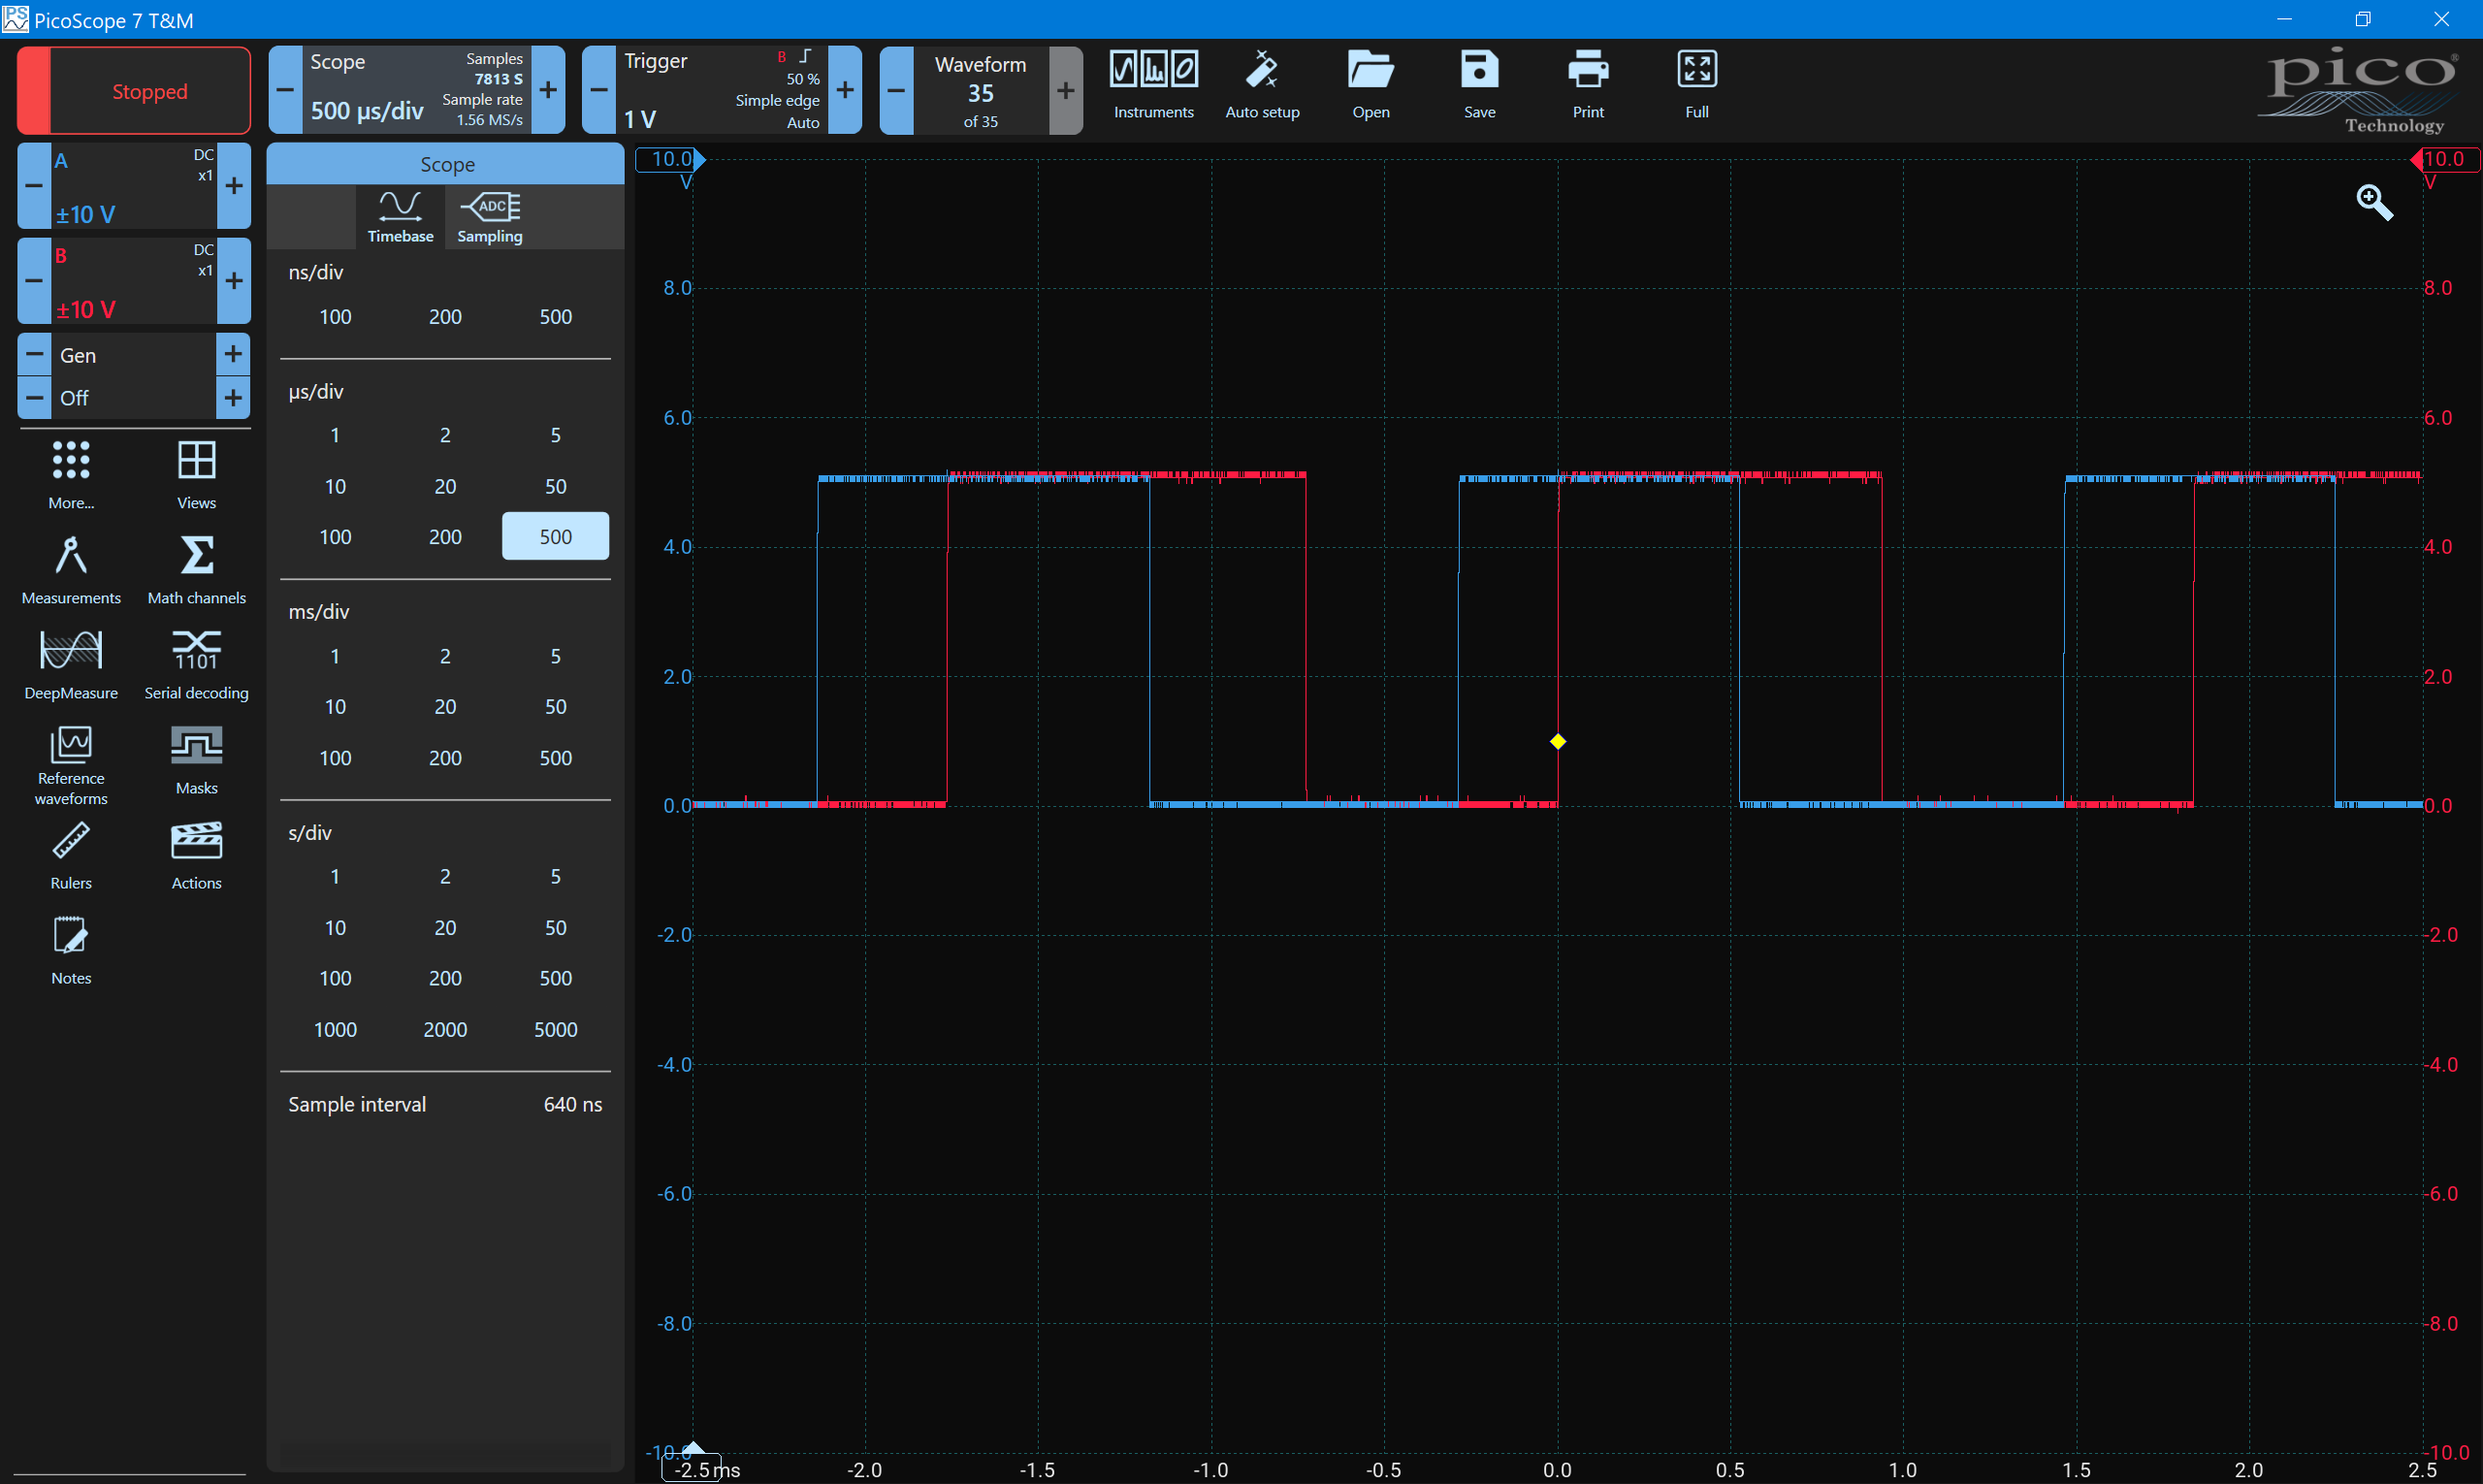 PicoScope 7 T&M
Stopped
Scope
Samples
7813 S
500 µs/div
Sample rate
1.56 MS/s
Trigger
B
50 %
Simple edge
1 V
Auto
Waveform
35
of 35
Instruments
Auto setup
Open
Save
Print
Full
pico
Technology
A
DC
x1
±10 V
B
DC
x1
±10 V
Gen
Off
More...
Views
Measurements
Math channels
DeepMeasure
1101
Serial decoding
Reference
waveforms
Masks
Rulers
Actions
Notes
Scope
Timebase
ADC
Sampling
ns/div
100 200 500
µs/div
1 2 5
10 20 50
100 200 500
ms/div
1 2 5
10 20 50
100 200 500
s/div
1 2 5
10 20 50
100 200 500
1000 2000 5000
Sample interval 640 ns
10.0 10.0
V V
8.0 8.0
6.0 6.0
4.0 4.0
2.0 2.0
0.0 0.0
-2.0 -2.0
-4.0 -4.0
-6.0 -6.0
-8.0 -8.0
-10.0 -10.0
-2.5 ms -2.0 -1.5 -1.0 -0.5 0.0 0.5 1.0 1.5 2.0 2.5